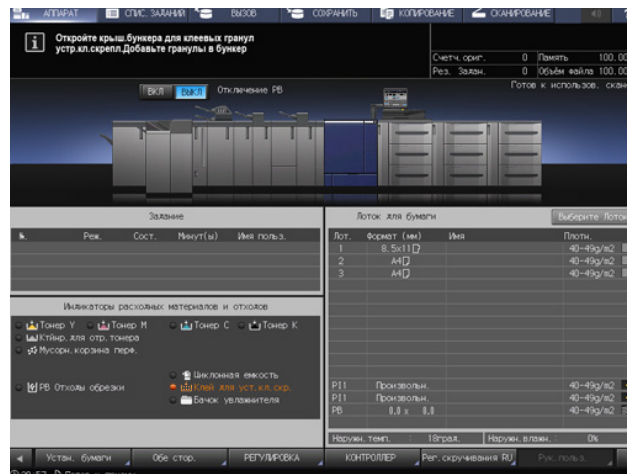 АППАРАТ СПИС. ЗАДАНИЙ ВЫЗОВ СОХРАНИТЬ КОПИРОВАНИЕ СКАНИРОВАНИЕ
Откройте крыш.бункера для клеевых гранул
устр.кл.скрепл.Добавьте гранулы в бункер
Счетч.ориг. 0 Память 100.00
Рез. Задан. 0 Объём файла 100.00
ВКЛ ВЫКЛ Отключение PB
Готов к использов. скан
Задание
№. Реж. Сост. Минут(ы) Имя польз.
Лоток для бумаги
Выберите Лоток
Лот. Формат (мм) Имя Плотн.
1 8.5x11 40-49g/m2
2 A4 40-49g/m2
3 A4 40-49g/m2
PI1 Произвольн. 40-49g/m2
PI1 Произвольн. 40-49g/m2
PB 0.0 x 0.0 40-49g/m2
Наружн. темп. : 18град. Наружн.влажн. : 0%
Индикаторы расходных материалов и отходов
Тонер Y Тонер M Тонер C Тонер K
Ктйнр.для отр.тонера
Мусорн.корзина перф.
Циклонная емкость
PB Отходы обрезки Клей для уст.кл.скр.
Бачок увлажнителя
Устан. бумаги Обе стор. РЕГУЛИРОВКА КОНТРОЛЛЕР Рег.скручивания RU Рук.польз.